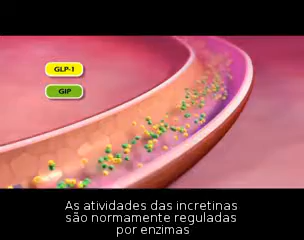 GLP-1
GIP
As atividades das incretinas
são normamente reguladas
por enzimas